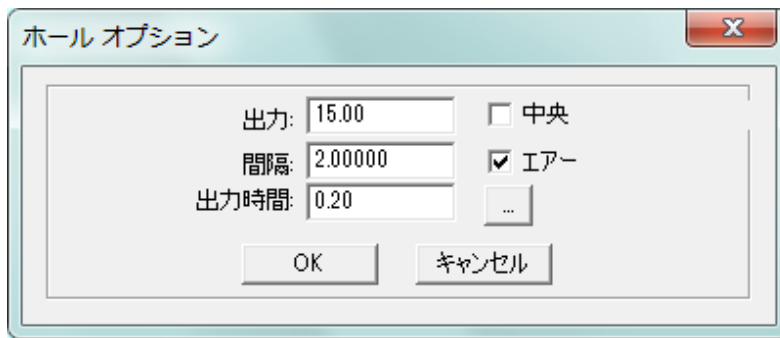 ホール オプション
出力: 15.00 中央
間隔: 2.00000 エアー
出力時間: 0.20 ...
OK キャンセル